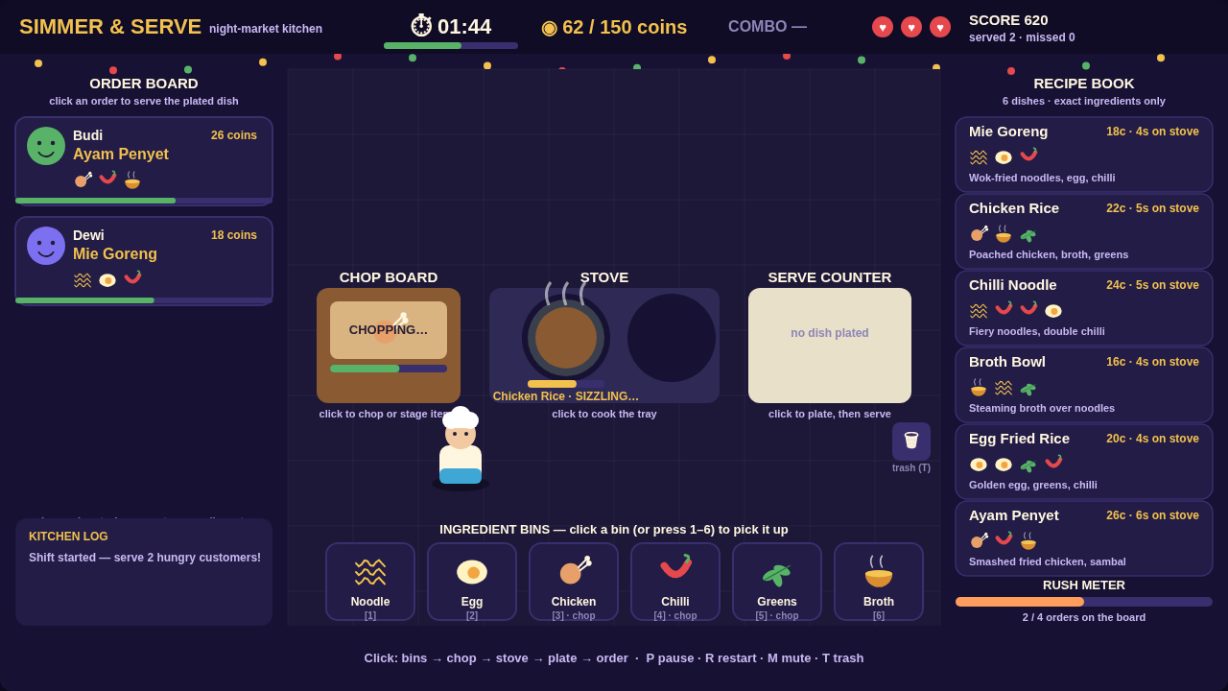 SIMMER & SERVE night-market kitchen
01:44
62 / 150 coins
COMBO —
SCORE 620
served 2 · missed 0
ORDER BOARD
click an order to serve the plated dish
Budi 26 coins
Ayam Penyet
Dewi 18 coins
Mie Goreng
KITCHEN LOG
Shift started — serve 2 hungry customers!
CHOP BOARD
CHOPPING…
click to chop or stage
STOVE
Chicken Rice · SIZZLING…
click to cook the tray
SERVE COUNTER
no dish plated
click to plate, then serve
trash (T)
INGREDIENT BINS — click a bin (or press 1–6) to pick it up
Noodle
[1]
Egg
[2]
Chicken
[3] · chop
Chilli
[4] · chop
Greens
[5] · chop
Broth
[6]
RECIPE BOOK
6 dishes · exact ingredients only
Mie Goreng 18c · 4s on stove
Wok-fried noodles, egg, chilli
Chicken Rice 22c · 5s on stove
Poached chicken, broth, greens
Chilli Noodle 24c · 5s on stove
Fiery noodles, double chilli
Broth Bowl 16c · 4s on stove
Steaming broth over noodles
Egg Fried Rice 20c · 4s on stove
Golden egg, greens, chilli
Ayam Penyet 26c · 6s on stove
Smashed fried chicken, sambal
RUSH METER
2 / 4 orders on the board
Click: bins → chop → stove → plate → order · P pause · R restart · M mute · T trash